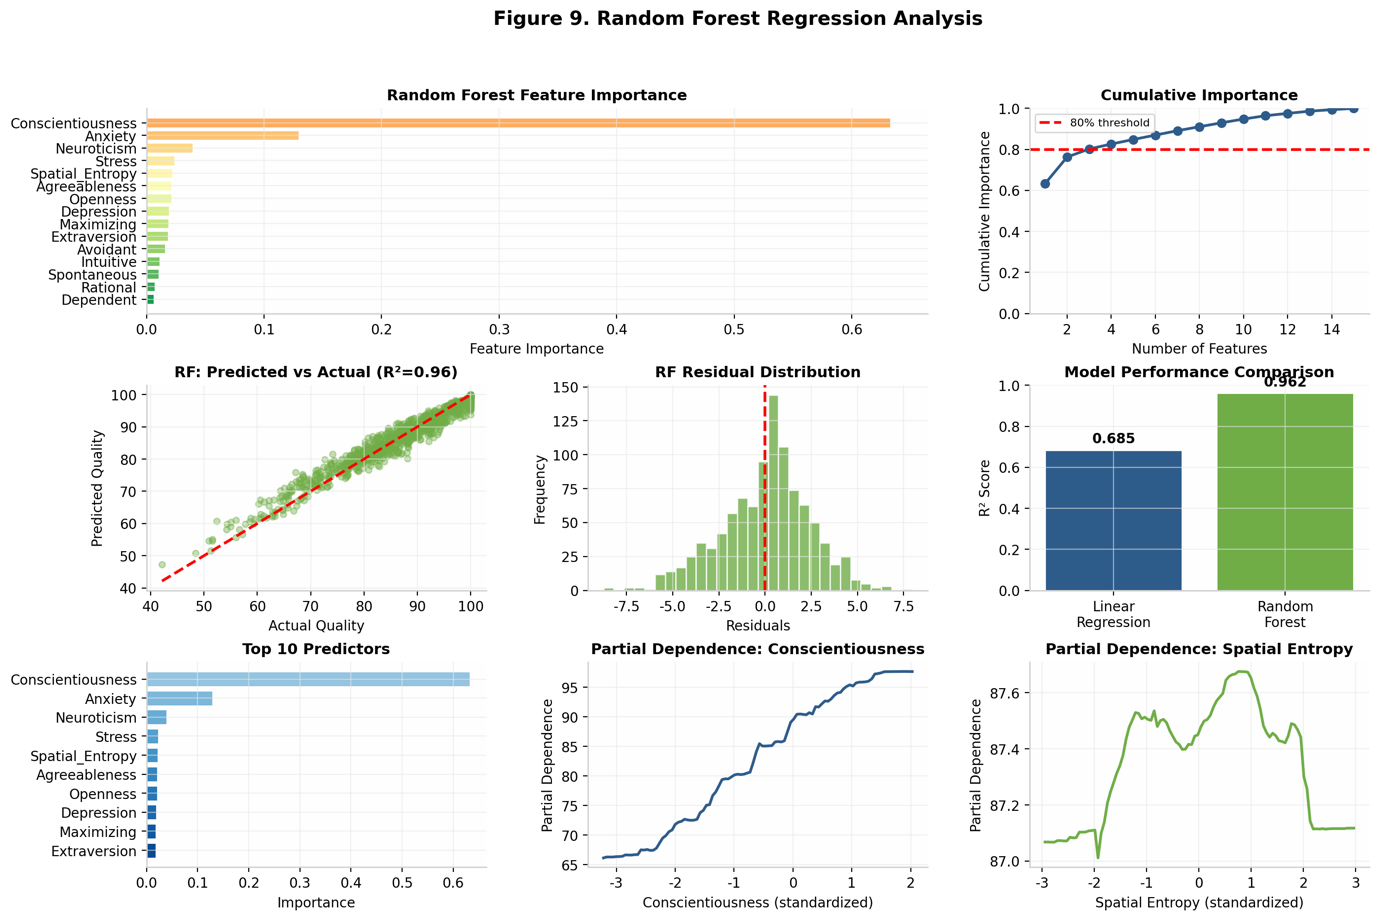 Figure 9. Random Forest Regression Analysis
Random Forest Feature Importance
Conscientiousness
Anxiety
Neuroticism
Stress
Spatial_Entropy
Agreeableness
Openness
Depression
Maximizing
Extraversion
Avoidant
Intuitive
Spontaneous
Rational
Dependent
0.0 0.1 0.2 0.3 0.4 0.5 0.6
Feature Importance
Cumulative Importance
80% threshold
Cumulative Importance
1.0
0.8
0.6
0.4
0.2
0.0
2 4 6 8 10 12 14
Number of Features
RF: Predicted vs Actual (R²=0.96)
Predicted Quality
100
90
80
70
60
50
40
40 50 60 70 80 90 100
Actual Quality
RF Residual Distribution
Frequency
150
125
100
75
50
25
0
-7.5 -5.0 -2.5 0.0 2.5 5.0 7.5
Residuals
Model Performance Comparison
R² Score
1.0
0.8
0.6
0.4
0.2
0.0
0.685
0.962
Linear
Regression
Random
Forest
Top 10 Predictors
Conscientiousness
Anxiety
Neuroticism
Stress
Spatial_Entropy
Agreeableness
Openness
Depression
Maximizing
Extraversion
0.0 0.1 0.2 0.3 0.4 0.5 0.6
Importance
Partial Dependence: Conscientiousness
Partial Dependence
95
90
85
80
75
70
65
-3 -2 -1 0 1 2
Conscientiousness (standardized)
Partial Dependence: Spatial Entropy
Partial Dependence
87.6
87.4
87.2
87.0
-3 -2 -1 0 1 2 3
Spatial Entropy (standardized)